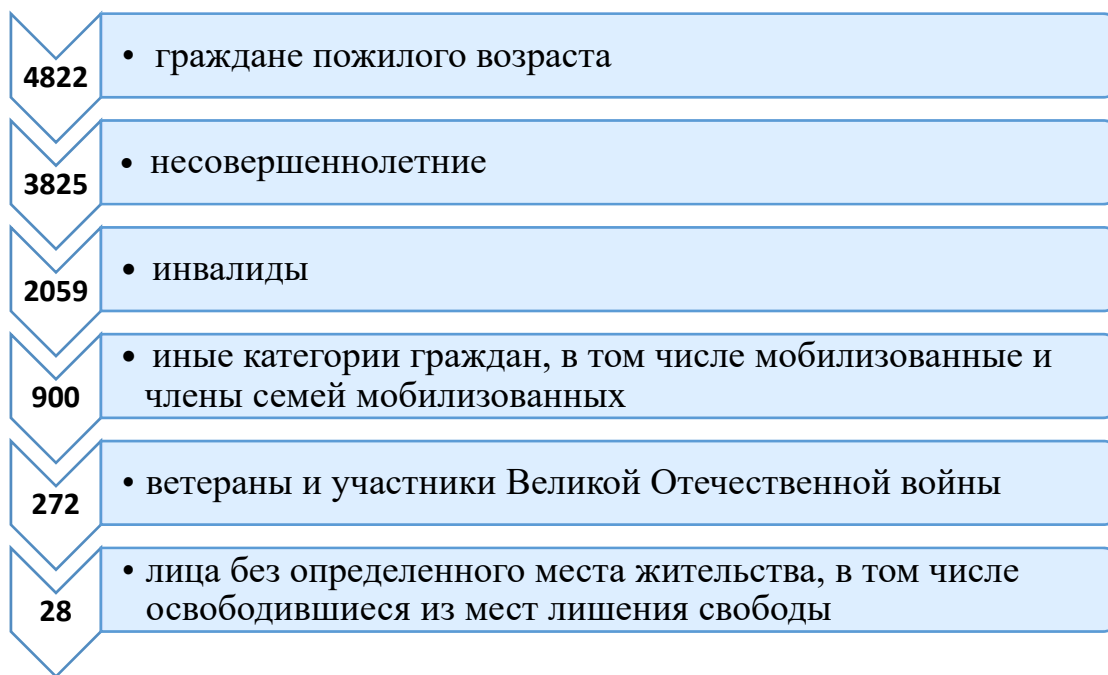 4822
• граждане пожилого возраста
3825
• несовершеннолетние
2059
• инвалиды
900
• иные категории граждан, в том числе мобилизованные и
члены семей мобилизованных
272
• ветераны и участники Великой Отечественной войны
28
• лица без определенного места жительства, в том числе
освободившиеся из мест лишения свободы